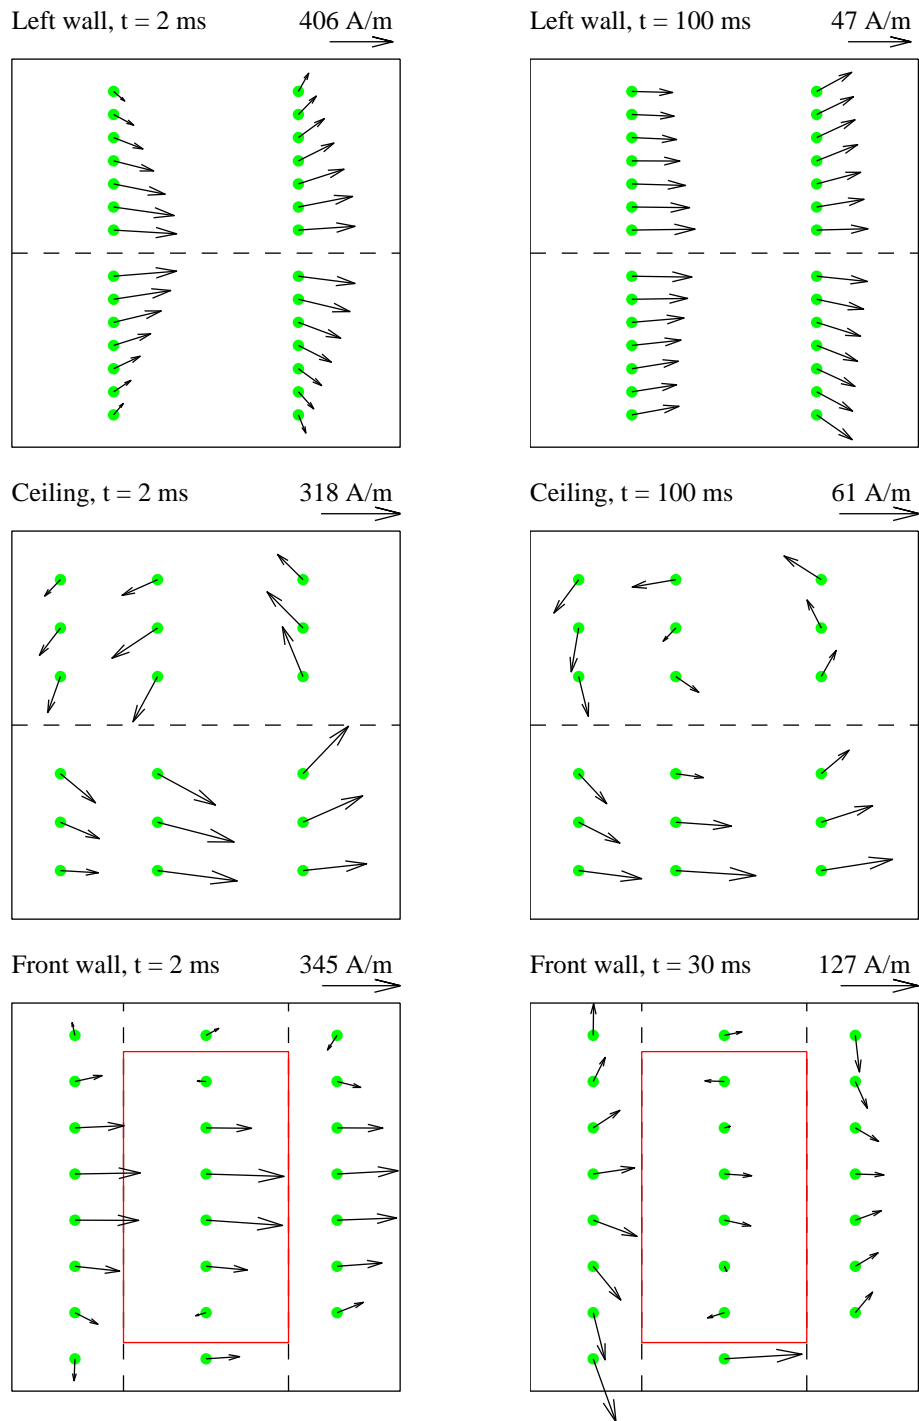 Left wall, t = 2 ms 406 A/m
Left wall, t = 100 ms 47 A/m
Ceiling, t = 2 ms 318 A/m
Ceiling, t = 100 ms 61 A/m
Front wall, t = 2 ms 345 A/m
Front wall, t = 30 ms 127 A/m